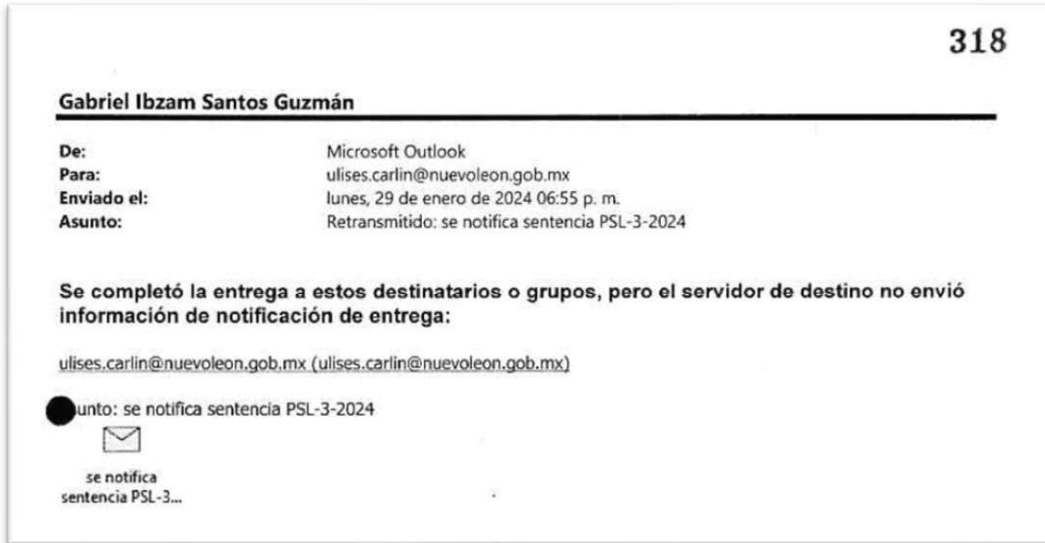 318
Gabriel Ibzam Santos Guzmán
De: Microsoft Outlook
Para: ulises.carlin@nuevoleon.gob.mx
Enviado el: lunes, 29 de enero de 2024 06:55 p. m.
Asunto: Retransmitido: se notifica sentencia PSL-3-2024
Se completó la entrega a estos destinatarios o grupos, pero el servidor de destino no envió
información de notificación de entrega:
ulises.carlin@nuevoleon.gob.mx (ulises.carlin@nuevoleon.gob.mx)
unto: se notifica sentencia PSL-3-2024
se notifica
sentencia PSL-3...